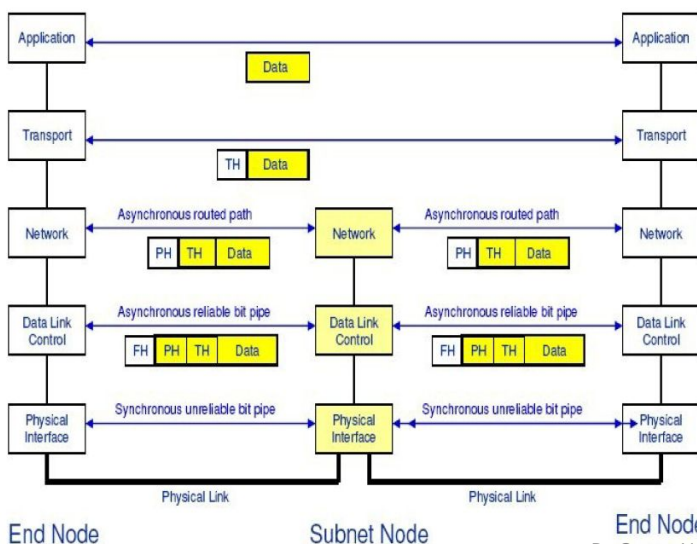 Application
Application
Data
Transport
Transport
TH Data
Asynchronous routed path
Asynchronous routed path
Network
Network
Network
PH TH Data
PH TH Data
Asynchronous reliable bit pipe
Asynchronous reliable bit pipe
Data Link
Control
Data Link
Control
Data Link
Control
FH PH TH Data
FH PH TH Data
Synchronous unreliable bit pipe
Synchronous unreliable bit pipe
Physical
Interface
Physical
Interface
Physical
Interface
Physical Link
Physical Link
End Node
Subnet Node
End Node